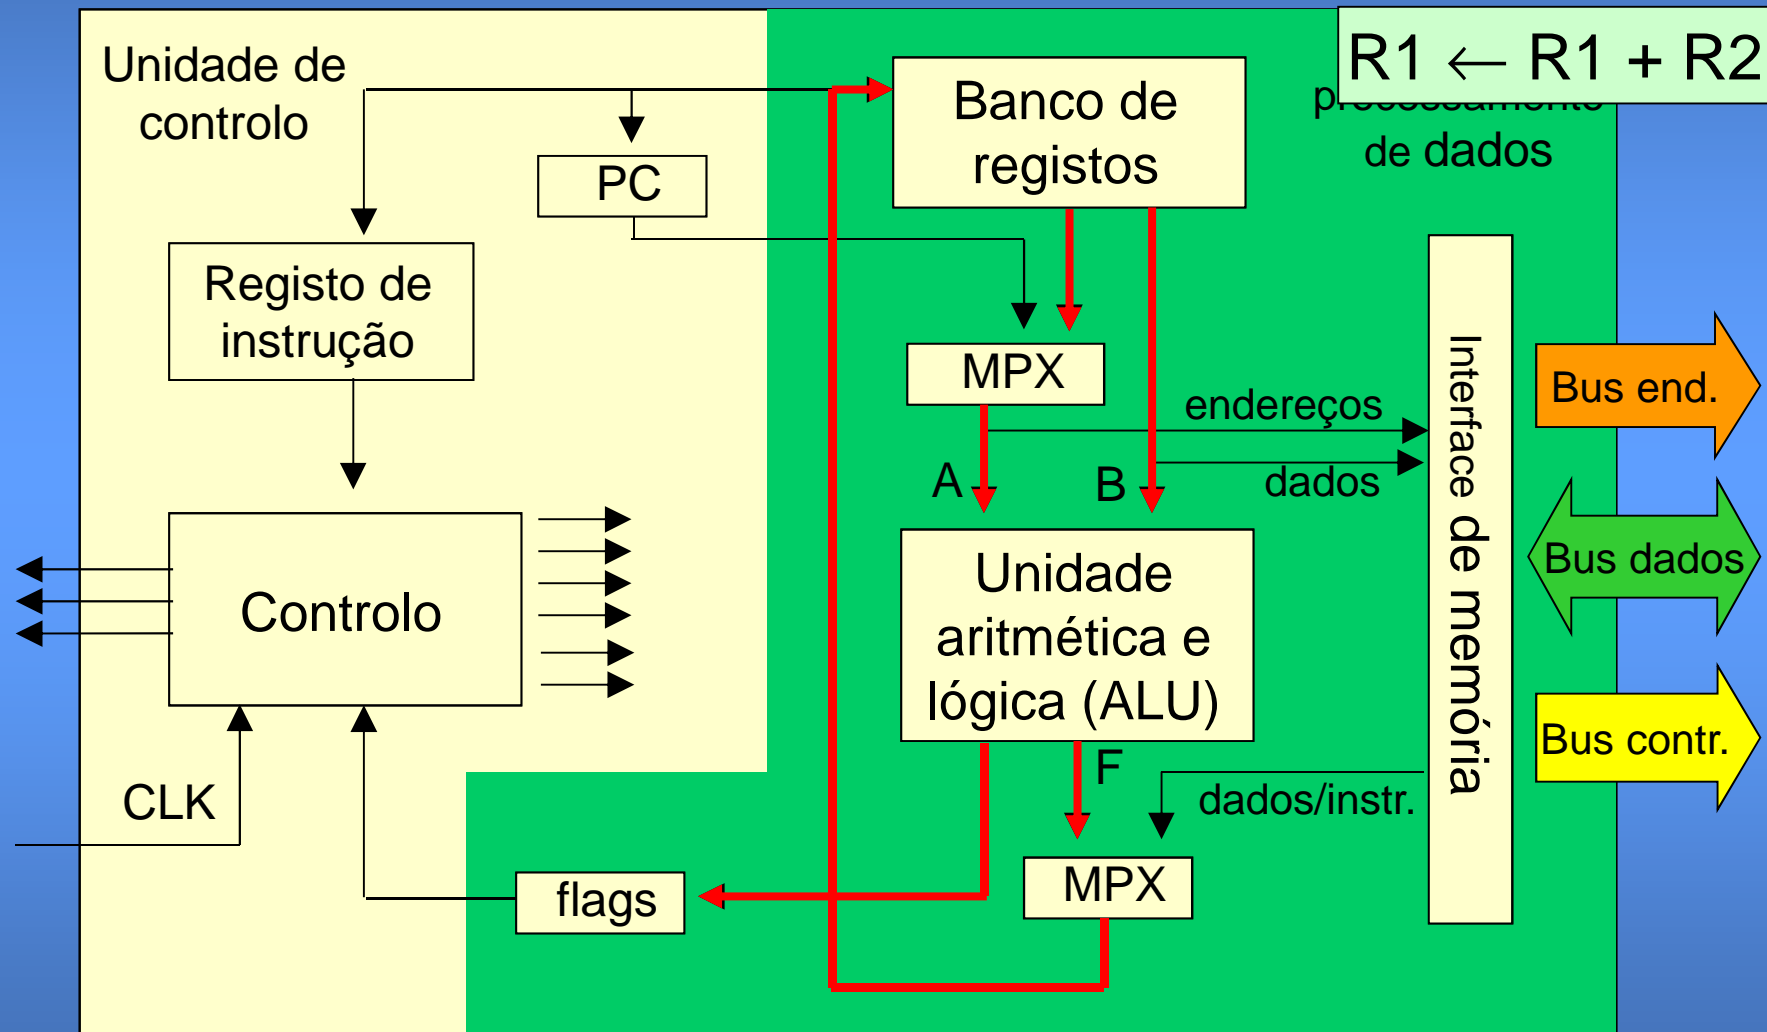 Unidade de
controlo
R1 ← R1 + R2
de dados
Banco de
registos
PC
Registo de
instrução
MPX
endereços
A
B
dados
Interface de memória
Bus end.
Bus dados
Bus contr.
Controlo
Unidade
aritmética e
lógica (ALU)
F
dados/instr.
CLK
flags
MPX